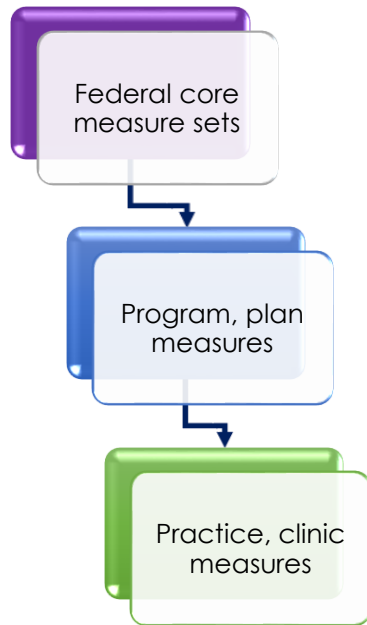 Federal core
measure sets
Program, plan
measures
Practice, clinic
measures